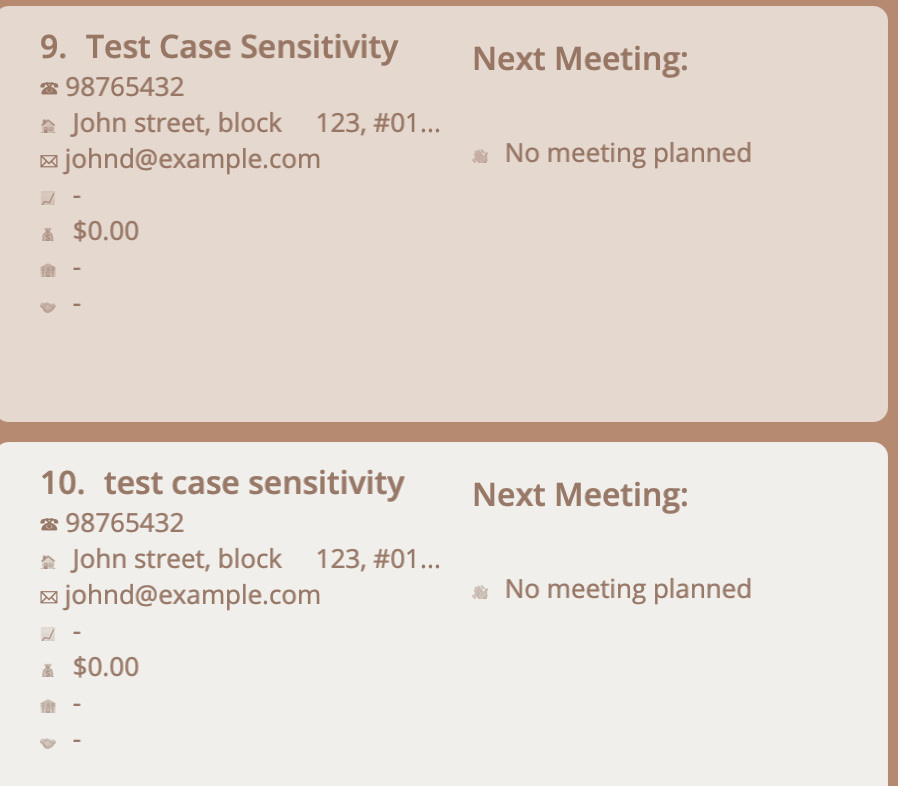 9. Test Case Sensitivity
98765432
John street, block 123, #01...
johnd@example.com
-
$0.00
-
-
Next Meeting:
No meeting planned
10. test case sensitivity
98765432
John street, block 123, #01...
johnd@example.com
-
$0.00
-
-
Next Meeting:
No meeting planned